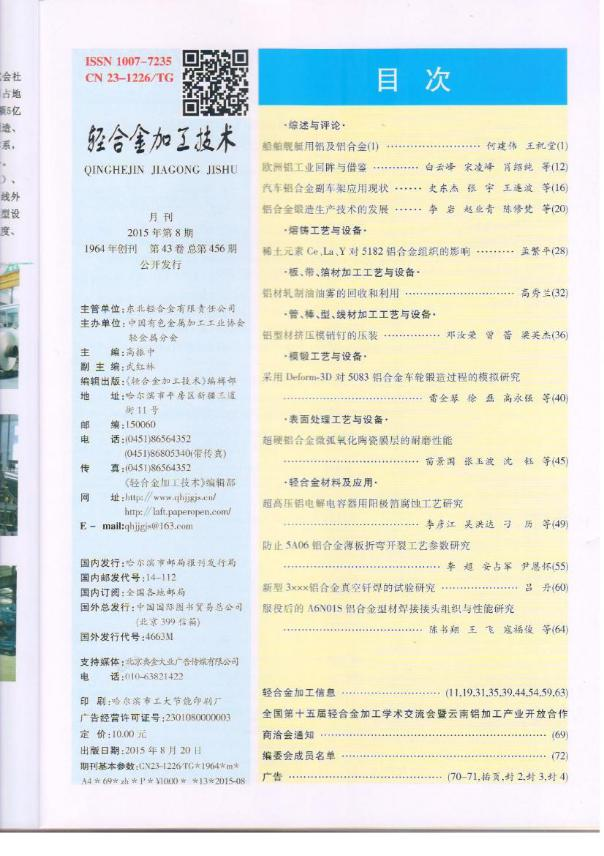 会社
占地
额5亿
造、
系,
、
线外
型设
度、
ISSN 1007-7235
CN 23-1226/TG
轻合金加工技术
QINGHEJIN JIAGONG JISHU
月 刊
2015 年第 8 期
1964 年创刊 第 43 卷 总第 456 期
公开发行
主管单位:东北轻合金有限责任公司
主办单位:中国有色金属加工工业协会
轻金属分会
主 编:高振中
副 主 编:武红林
编辑出版:《轻合金加工技术》编辑部
地 址:哈尔滨市平房区新疆三道
街 11 号
邮 编:150060
电 话:(0451)86564352
(0451)86805340(带传真)
传 真:(0451)86564352
《轻合金加工技术》编辑部
网 址:http://www.qhjjgjs.cn/
http://laft.paperopen.com/
E - mail:qhjjgjs@163.com
国内发行:哈尔滨市邮局报刊发行局
国内邮发代号:14-112
国内订阅:全国各地邮局
国外总发行:中国国际图书贸易总公司
(北京 399 信箱)
国外发行代号:4663M
支持媒体:北京奥金大业广告传媒有限公司
电 话:010-63821422
印 刷:哈尔滨市工大节能印刷厂
广告经营许可证号:2301080000003
定 价:10.00 元
出版日期:2015 年 8 月 20 日
期刊基本参数:CN23-1226/TG*1964*m*
A4*69*zh*P*¥1000* *13*2015-08
目 次
·综述与评论·
船舶舰艇用铝及铝合金(1) ……………… 何建伟 王祝堂(1)
欧洲铝工业回眸与借鉴 ………… 白云峰 宋凌峰 肖绍纯 等(12)
汽车铝合金副车架应用现状 …… 史东杰 张 宇 王连波 等(16)
铝合金锻造生产技术的发展 …… 李 岩 赵业青 陈修梵 等(20)
·熔铸工艺与设备·
稀土元素 Ce,La,Y 对 5182 铝合金组织的影响 ……… 孟繁平(28)
·板、带、箔材加工工艺与设备·
铝材轧制油油雾的回收和利用 ……………………… 高秀兰(32)
·管、棒、型、线材加工工艺与设备·
铝型材挤压模销钉的压装 ………… 邓汝荣 曾 蕾 梁英杰(36)
·模锻工艺与设备·
采用 Deform-3D 对 5083 铝合金车轮锻造过程的模拟研究
………………………… 雷全翠 徐 磊 高永强 等(40)
·表面处理工艺与设备·
超硬铝合金微弧氧化陶瓷膜层的耐磨性能
………………………… 苗景国 张玉波 沈 钰 等(45)
·轻合金材料及应用·
超高压铝电解电容器用阳极箔腐蚀工艺研究
………………………… 李彦江 吴洪达 刁 历 等(49)
防止 5A06 铝合金薄板折弯开裂工艺参数研究
………………………… 李 超 安占军 尹恩怀(55)
新型 3×××铝合金真空钎焊的试验研究 …………… 吕 丹(60)
服役后的 A6N01S 铝合金型材焊接接头组织与性能研究
………………………… 陈书翔 王 飞 寇福俊 等(64)
轻合金加工信息 ………………… (11,19,31,35,39,44,54,59,63)
全国第十五届轻合金加工学术交流会暨云南铝加工产业开放合作
商洽会通知 ……………………………………… (69)
编委会成员名单 …………………………………… (72)
广告 ……………………………… (70-71,插页,封 2,封 3,封 4)